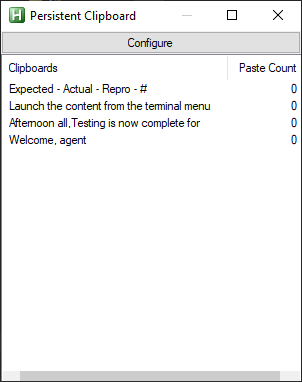 H Persistent Clipboard
Configure
Clipboards Paste Count
Expected - Actual - Repro - # 0
Launch the content from the terminal menu 0
Afternoon all,Testing is now complete for 0
Welcome, agent 0